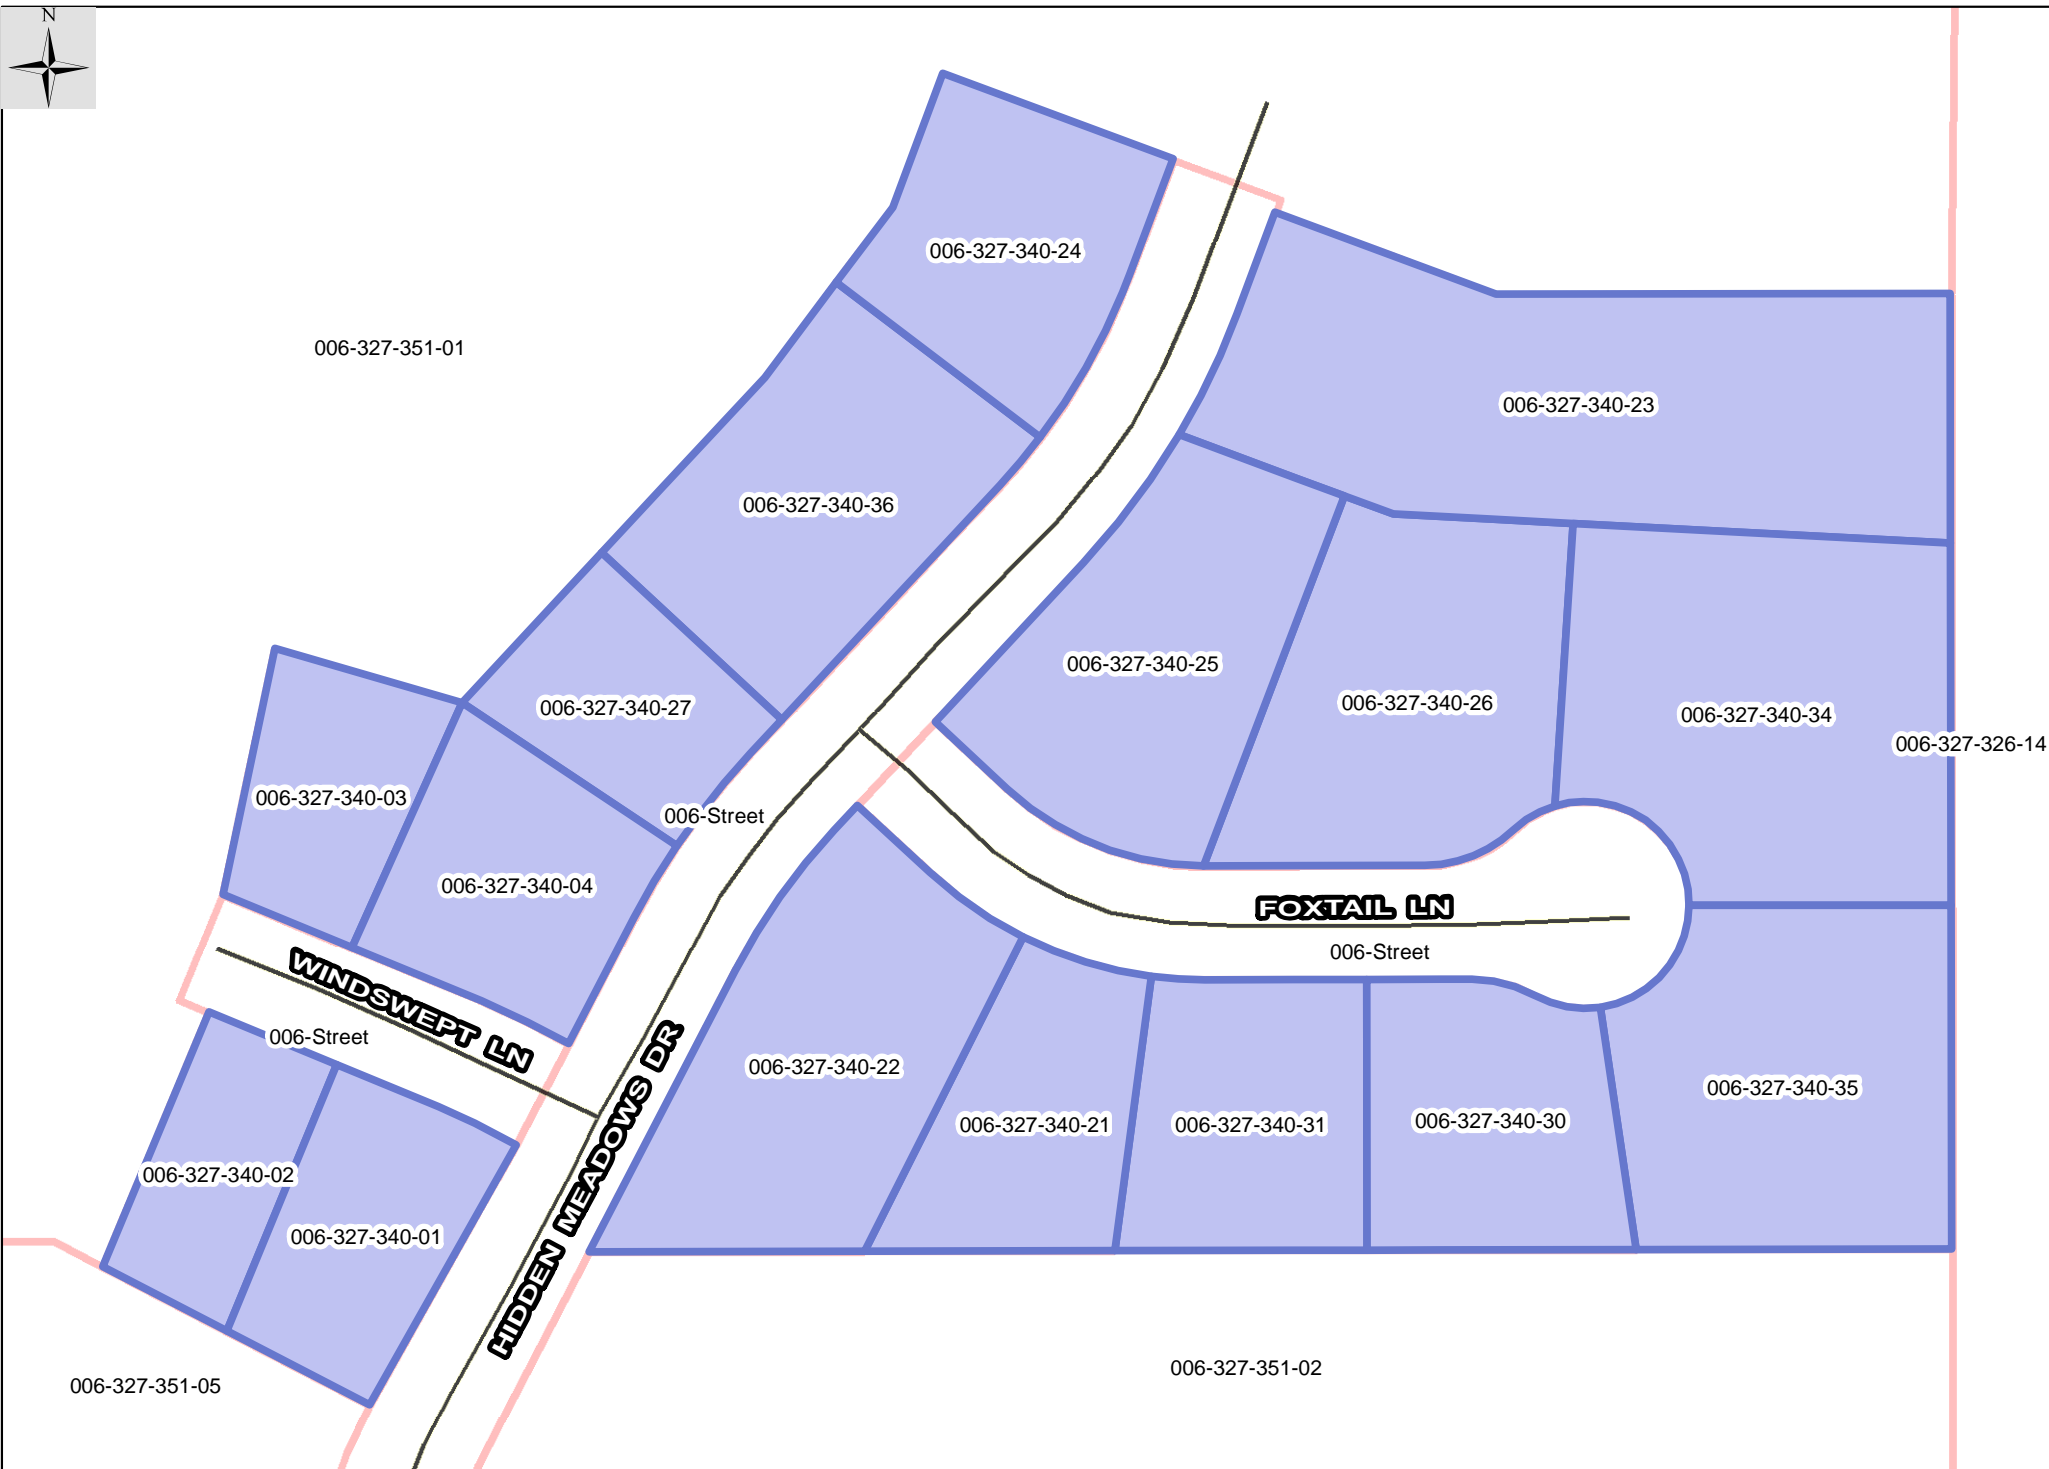 N
006-327-340-24
006-327-351-01
006-327-340-23
006-327-340-36
006-327-340-25
006-327-340-26
006-327-340-27
006-327-340-34
006-327-326-14
006-327-340-03
006-Street
006-327-340-04
FOXTAIL LN
006-Street
WINDSWEPT LN
006-Street
HIDDEN MEADOWS DR
006-327-340-22
006-327-340-35
006-327-340-21
006-327-340-31
006-327-340-30
006-327-340-02
006-327-340-01
006-327-351-02
006-327-351-05